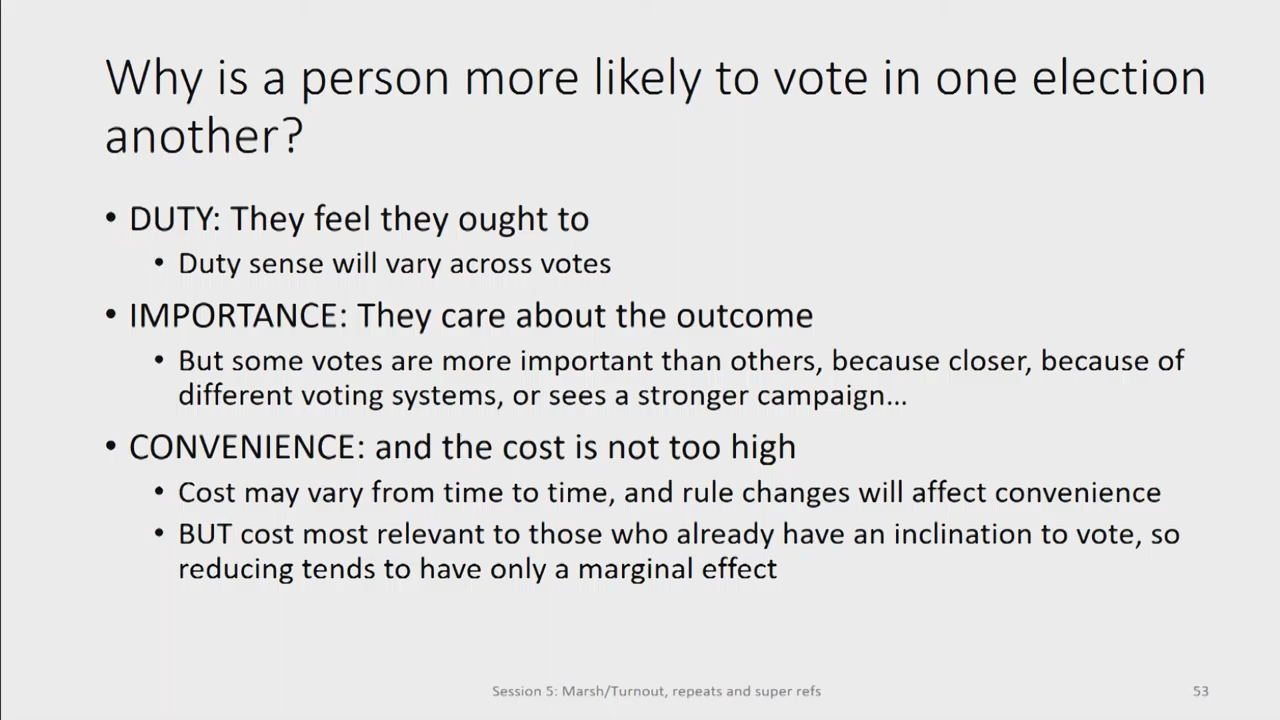 Why is a person more likely to vote in one election
another?
• DUTY: They feel they ought to
• Duty sense will vary across votes
• IMPORTANCE: They care about the outcome
• But some votes are more important than others, because closer, because of
different voting systems, or sees a stronger campaign…
• CONVENIENCE: and the cost is not too high
• Cost may vary from time to time, and rule changes will affect convenience
• BUT cost most relevant to those who already have an inclination to vote, so
reducing tends to have only a marginal effect
Session 5: Marsh/Turnout, repeats and super refs
53